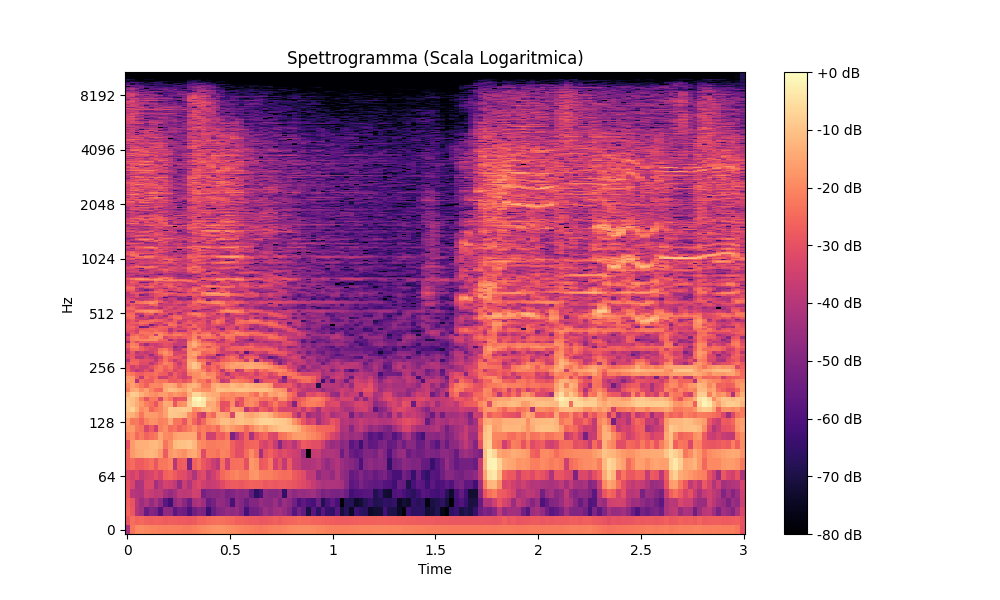 Spettrogramma (Scala Logaritmica)
Hz
8192
4096
2048
1024
512
256
128
64
0
0
0.5
1
1.5
2
2.5
3
Time
+0 dB
-10 dB
-20 dB
-30 dB
-40 dB
-50 dB
-60 dB
-70 dB
-80 dB